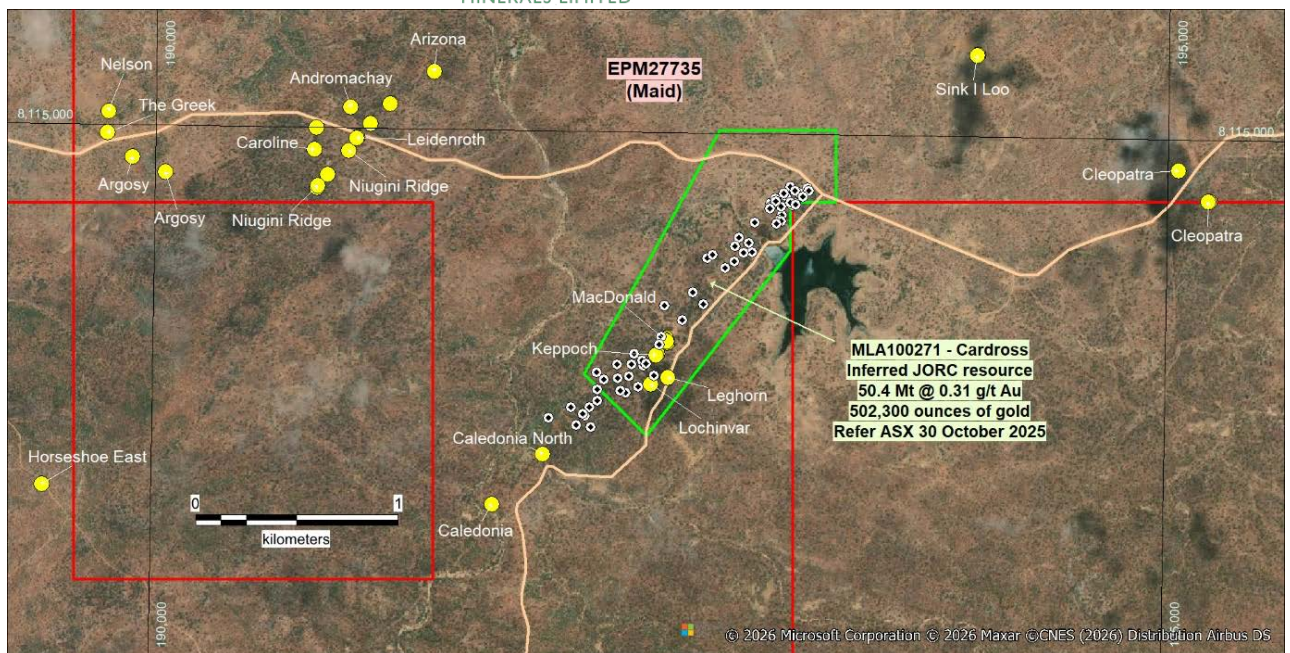 MINERALS LIMITED
190,000
195,000
Arizona
EPM27735
(Maid)
Nelson
Andromachay
Sink I Loo
The Greek
8,115,000
8,115,000
Leidenroth
Caroline
Cleopatra
Argosy
Niugini Ridge
Argosy
Niugini Ridge
Cleopatra
MacDonald
Keppoch
MLA100271 - Cardross
Inferred JORC resource
50.4 Mt @ 0.31 g/t Au
502,300 ounces of gold
Refer ASX 30 October 2025
Leghorn
Lochinvar
Caledonia North
Horseshoe East
0
1
kilometers
Caledonia
190,000
195,000
© 2026 Microsoft Corporation © 2026 Maxar ©CNES (2026) Distribution Airbus DS